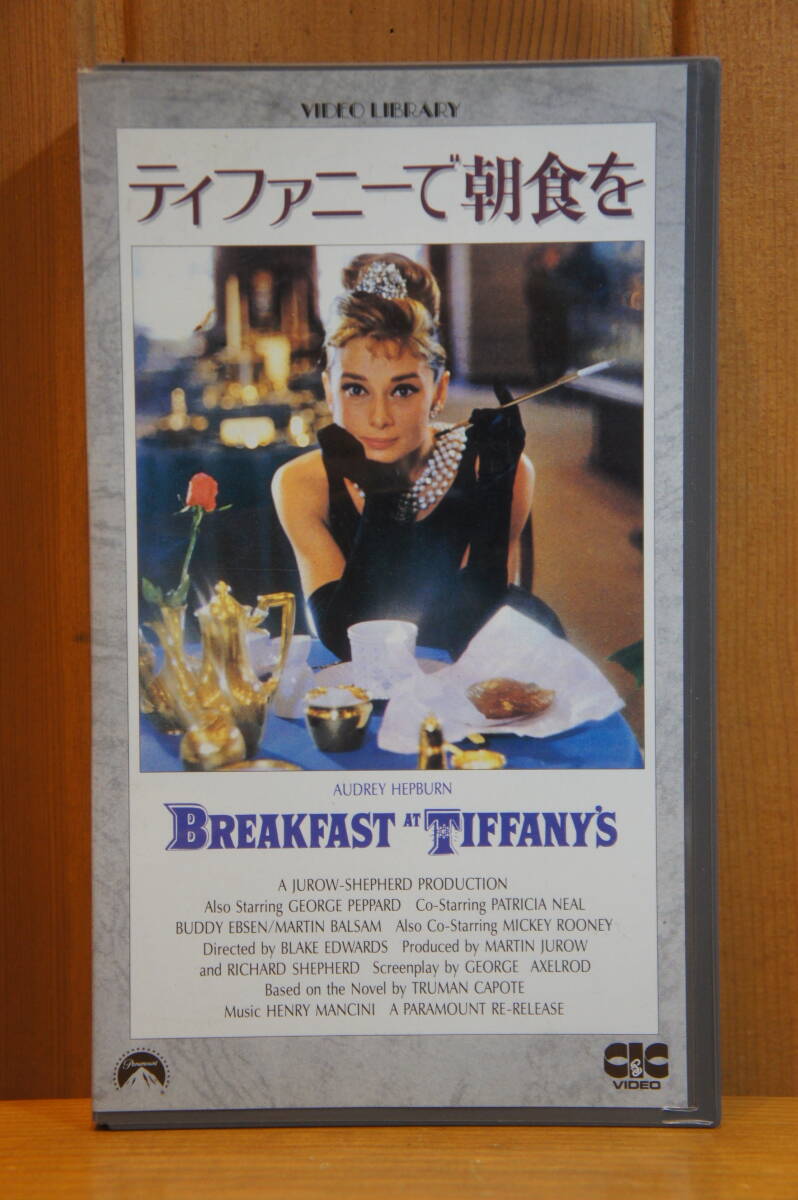 VIDEO LIBRARY
ティファニーで朝食を
AUDREY HEPBURN
BREAKFAST AT TIFFANY'S
A JUROW-SHEPHERD PRODUCTION
Also Starring GEORGE PEPPARD Co-Starring PATRICIA NEAL
BUDDY EBSEN/MARTIN BALSAM Also Co-Starring MICKEY ROONEY
Directed by BLAKE EDWARDS Produced by MARTIN JUROW
and RICHARD SHEPHERD Screenplay by GEORGE AXELROD
Based on the Novel by TRUMAN CAPOTE
Music HENRY MANCINI A PARAMOUNT RE-RELEASE
Paramount
CIC
VIDEO